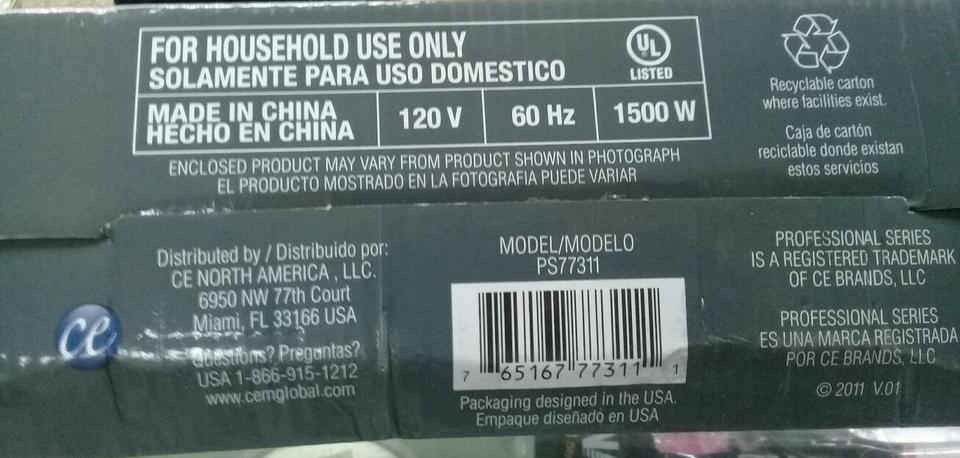 FOR HOUSEHOLD USE ONLY
SOLAMENTE PARA USO DOMESTICO
UL
LISTED
MADE IN CHINA
HECHO EN CHINA
120 V
60 Hz
1500 W
ENCLOSED PRODUCT MAY VARY FROM PRODUCT SHOWN IN PHOTOGRAPH
EL PRODUCTO MOSTRADO EN LA FOTOGRAFIA PUEDE VARIAR
Recyclable carton
where facilities exist.
Caja de cartón
reciclable donde existan
estos servicios
ce
Distributed by / Distribuido por:
CE NORTH AMERICA , LLC.
6950 NW 77th Court
Miami, FL 33166 USA
Questions? Preguntas?
USA 1-866-915-1212
www.cemglobal.com
MODEL/MODELO
PS77311
7 65167 77311 1
Packaging designed in the USA.
Empaque diseñado en USA
PROFESSIONAL SERIES
IS A REGISTERED TRADEMARK
OF CE BRANDS, LLC
PROFESSIONAL SERIES
ES UNA MARCA REGISTRADA
POR CE BRANDS, LLC
© 2011 V.01